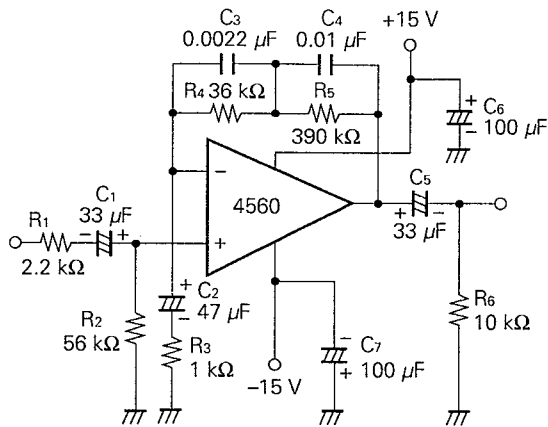 C3
0.0022 µF
C4
0.01 µF
+15 V
R4 36 kΩ
R5
390 kΩ
+
−
C6
100 µF
−
+
4560
C1
− 33 µF +
R1
2.2 kΩ
C5
+ −
33 µF
R2
56 kΩ
+
−
C2
47 µF
R3
1 kΩ
R6
10 kΩ
−
+
C7
100 µF
−15 V